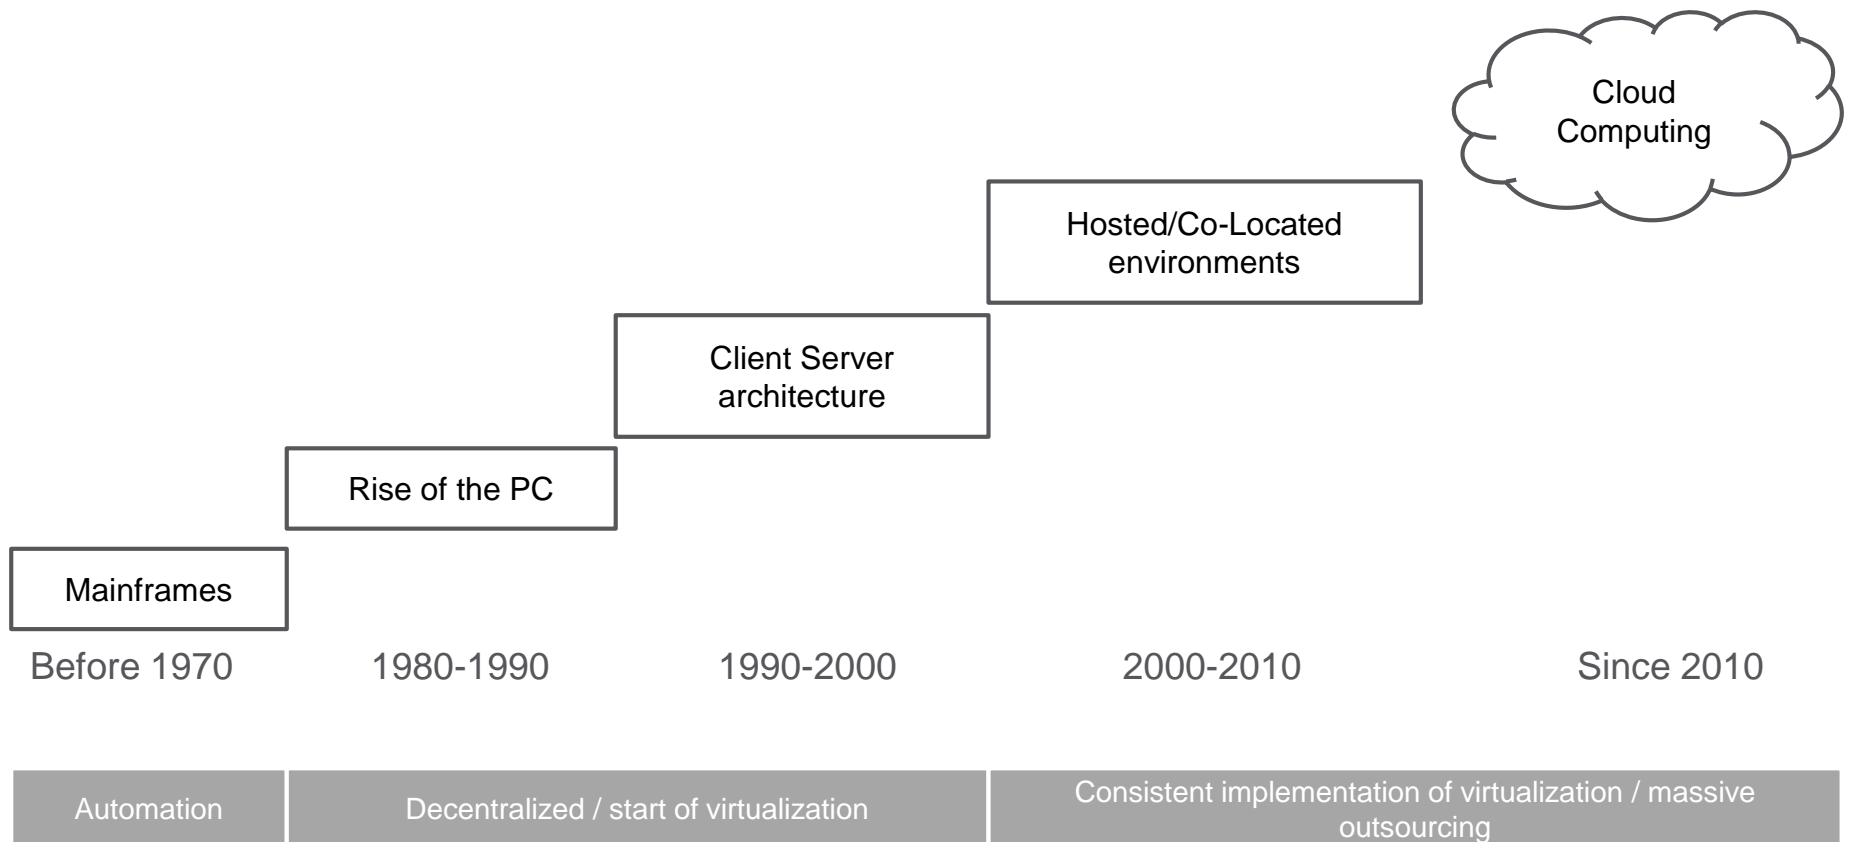 Cloud
Computing
Hosted/Co-Located
environments
Client Server
architecture
Rise of the PC
Mainframes
Before 1970
1980-1990
1990-2000
2000-2010
Since 2010
Automation
Decentralized / start of virtualization
Consistent implementation of virtualization / massive
outsourcing